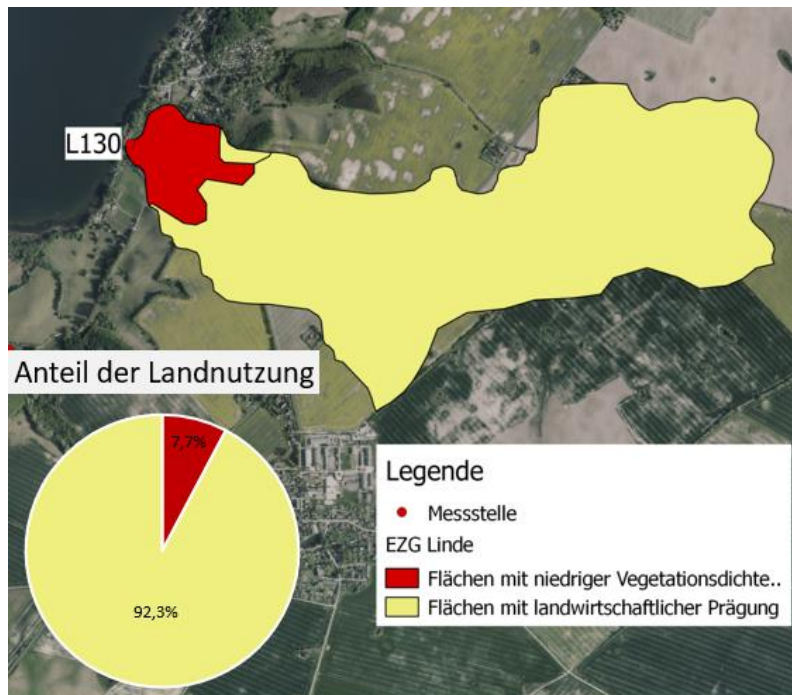 L130
Anteil der Landnutzung
7,7%
92,3%
Legende
Messstelle
EZG Linde
Flächen mit niedriger Vegetationsdichte..
Flächen mit landwirtschaftlicher Prägung